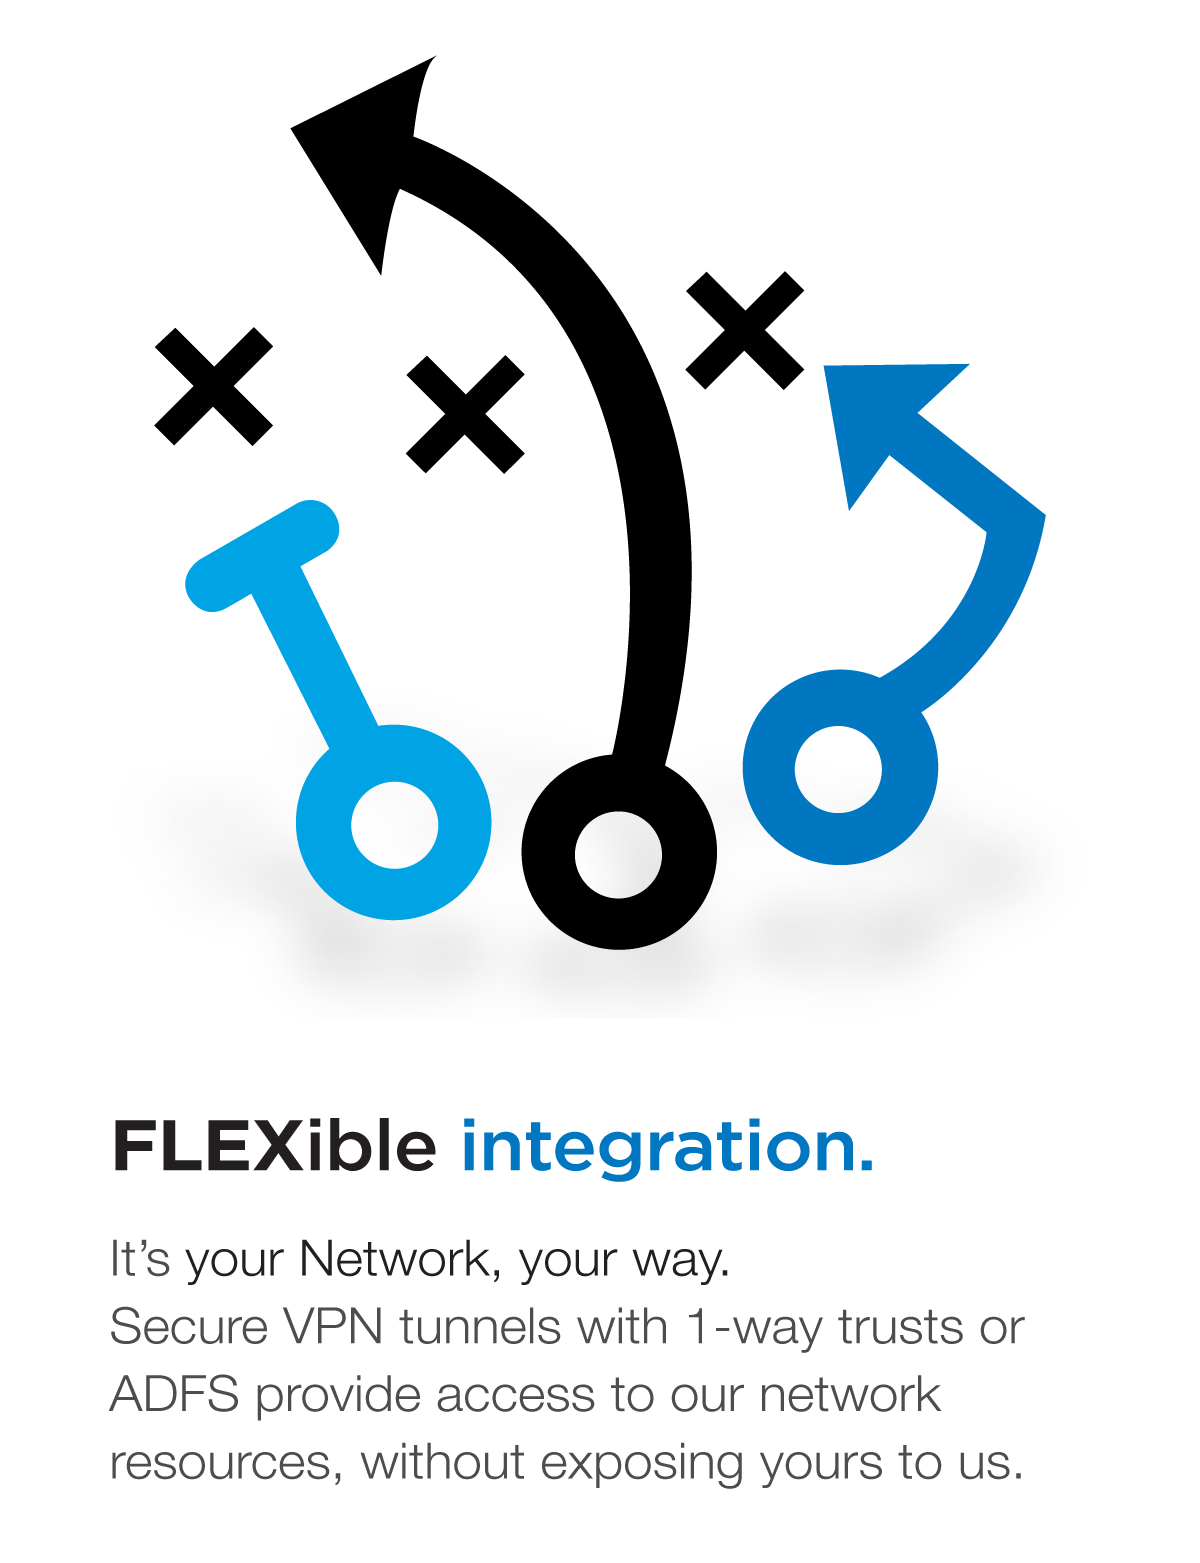 FLEXible integration.
It’s your Network, your way.
Secure VPN tunnels with 1-way trusts or
ADFS provide access to our network
resources, without exposing yours to us.